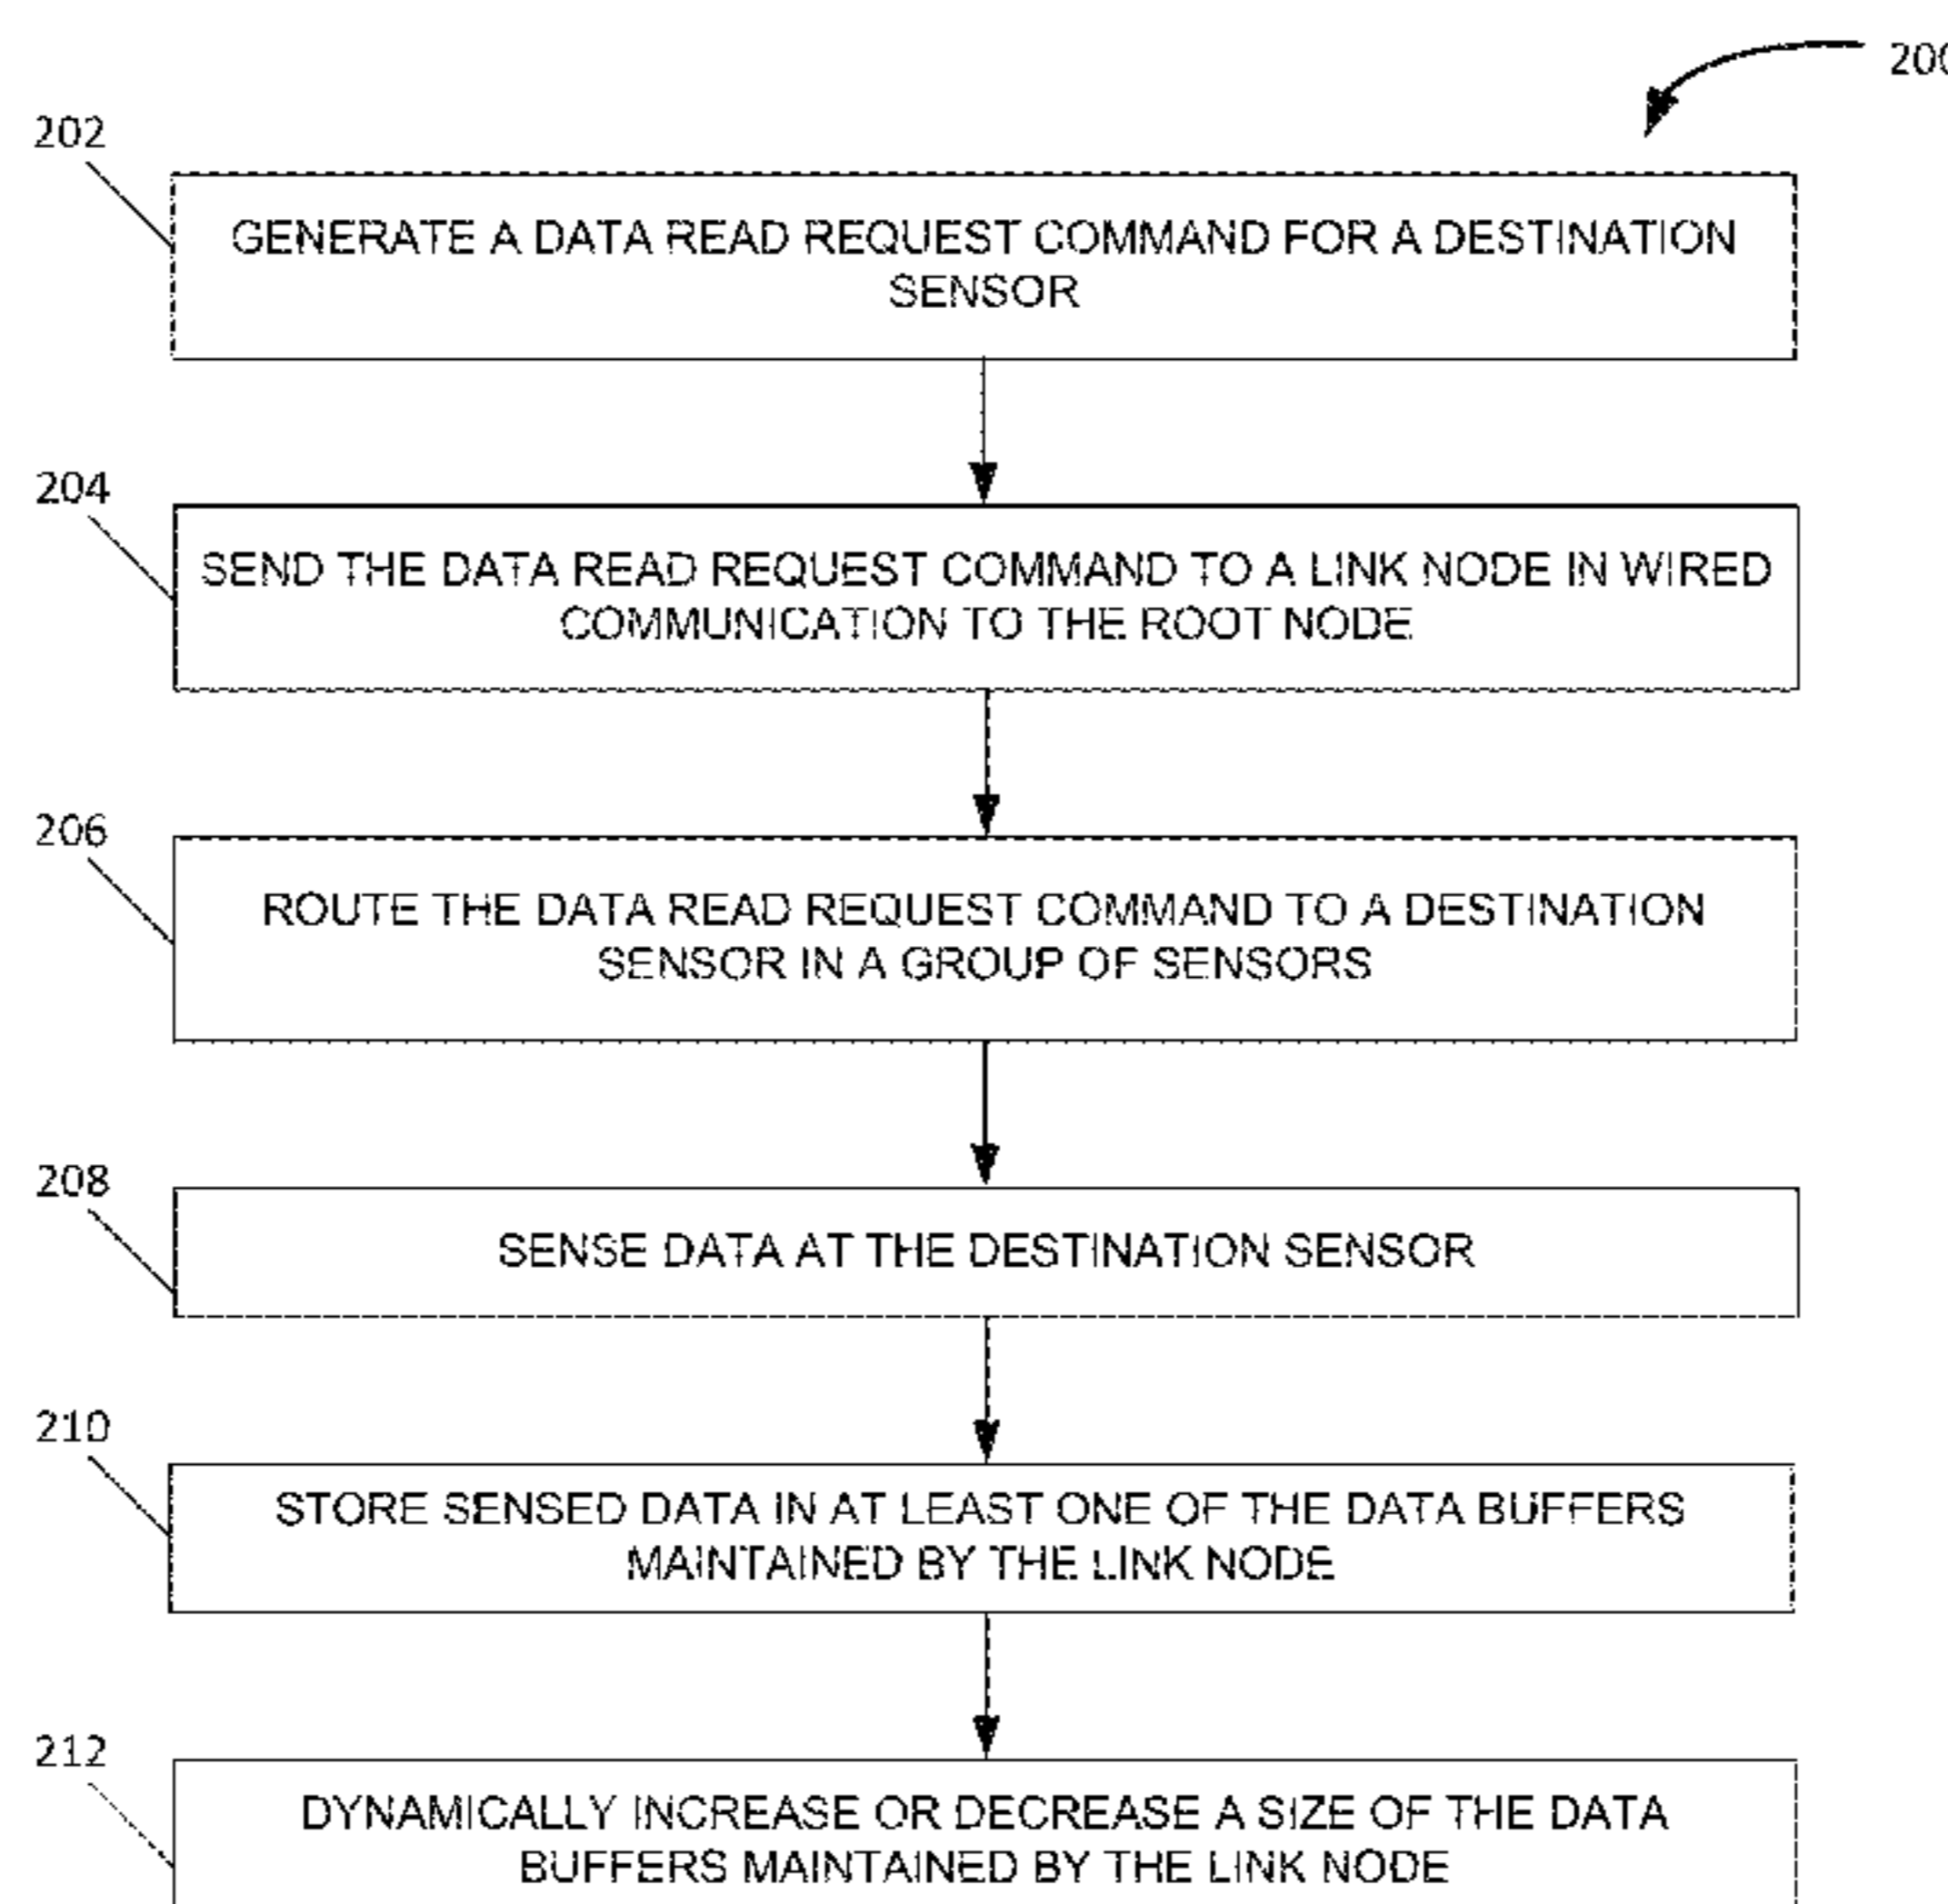 200
202
GENERATE A DATA READ REQUEST COMMAND FOR A DESTINATION
SENSOR
204
SEND THE DATA READ REQUEST COMMAND TO A LINK NODE IN WIRED
COMMUNICATION TO THE ROOT NODE
206
ROUTE THE DATA READ REQUEST COMMAND TO A DESTINATION
SENSOR IN A GROUP OF SENSORS
208
SENSE DATA AT THE DESTINATION SENSOR
210
STORE SENSED DATA IN AT LEAST ONE OF THE DATA BUFFERS
MAINTAINED BY THE LINK NODE
212
DYNAMICALLY INCREASE OR DECREASE A SIZE OF THE DATA
BUFFERS MAINTAINED BY THE LINK NODE